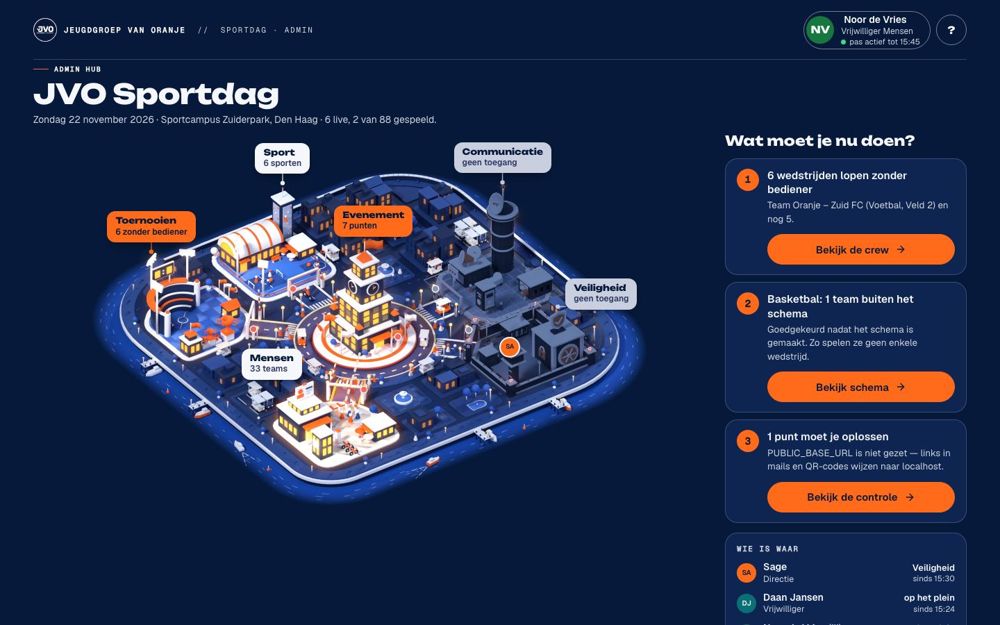 JVO JEUGDGROEP VAN ORANJE // SPORTDAG · ADMIN
NV
Noor de Vries
Vrijwilliger Mensen
pas actief tot 15:45
?
ADMIN HUB
JVO Sportdag
Zondag 22 november 2026 · Sportcampus Zuiderpark, Den Haag · 6 live, 2 van 88 gespeeld.
Sport
6 sporten
Communicatie
geen toegang
Toernooien
6 zonder bediener
Evenement
7 punten
Veiligheid
geen toegang
SA
Mensen
33 teams
Wat moet je nu doen?
1
6 wedstrijden lopen zonder
bediener
Team Oranje – Zuid FC (Voetbal, Veld 2) en
nog 5.
Bekijk de crew →
2
Basketbal: 1 team buiten het
schema
Goedgekeurd nadat het schema is
gemaakt. Zo spelen ze geen enkele
wedstrijd.
Bekijk schema →
3
1 punt moet je oplossen
PUBLIC_BASE_URL is niet gezet — links in
mails en QR-codes wijzen naar localhost.
Bekijk de controle →
WIE IS WAAR
SA
Sage
Directie
Veiligheid
sinds 15:30
DJ
Daan Jansen
Vrijwilliger
op het plein
sinds 15:24